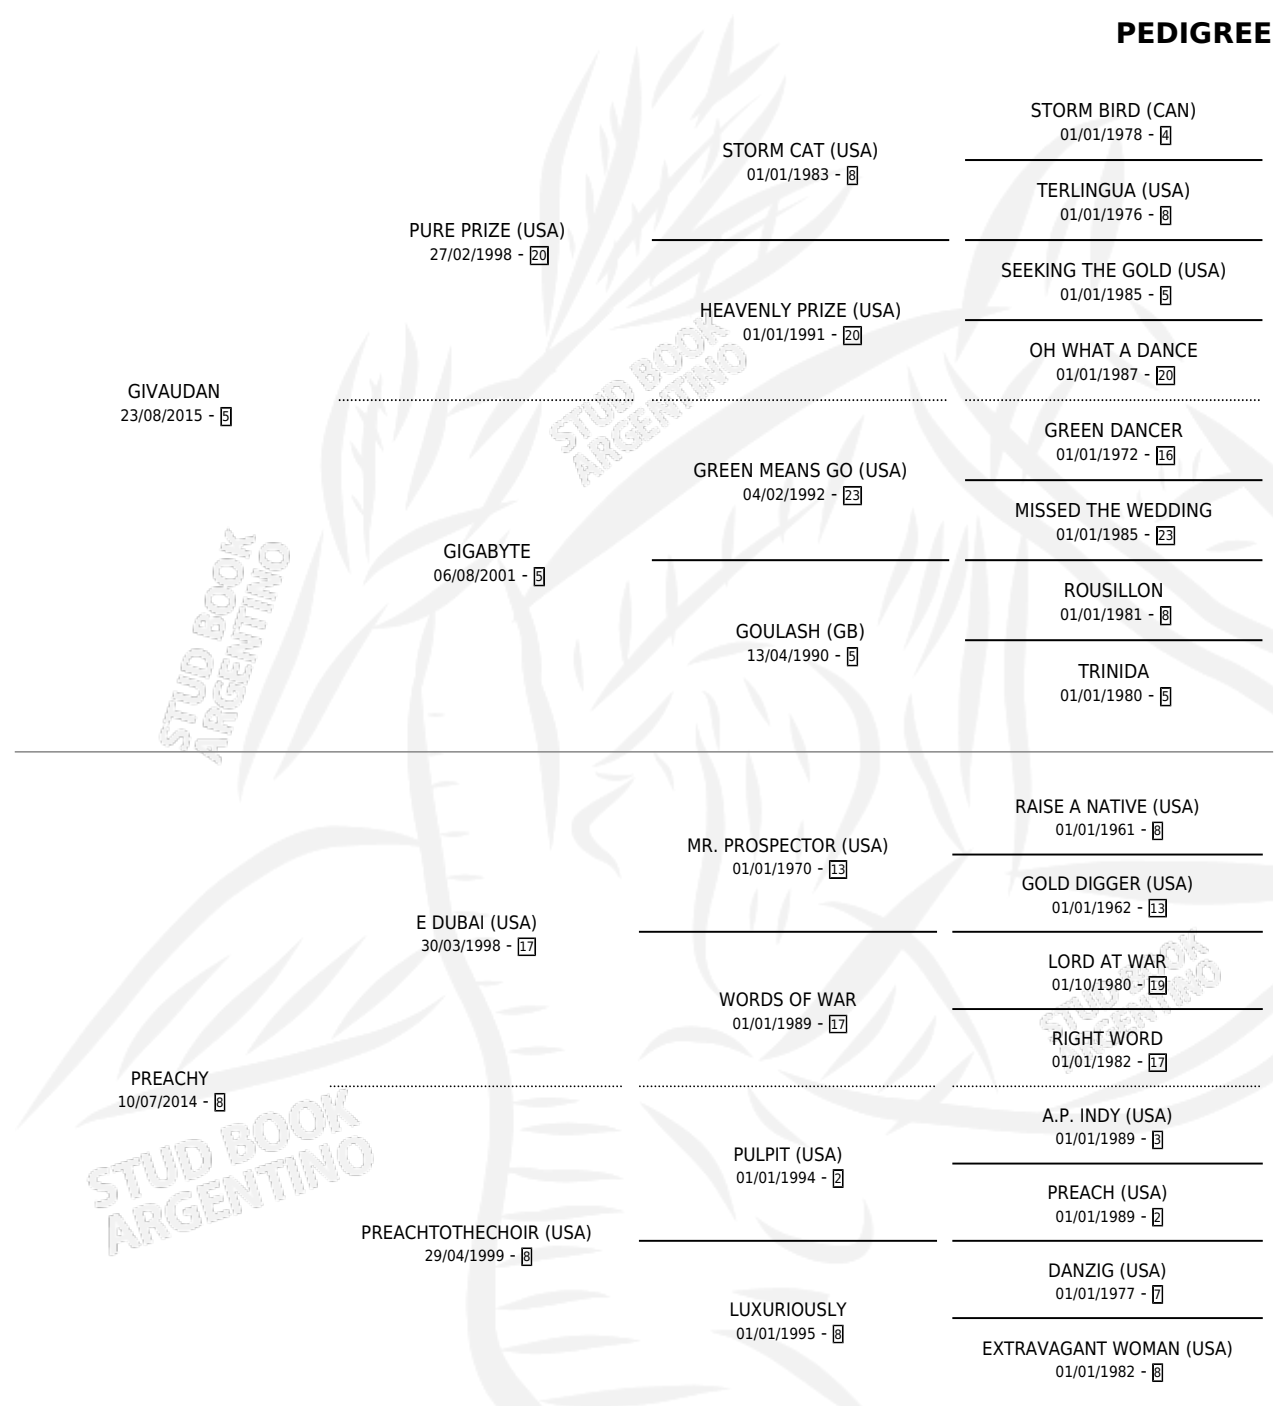 PEDIGREE
STORM BIRD (CAN)
01/01/1978 - 4
STORM CAT (USA)
01/01/1983 - 8
TERLINGUA (USA)
01/01/1976 - 8
PURE PRIZE (USA)
27/02/1998 - 20
SEEKING THE GOLD (USA)
01/01/1985 - 5
HEAVENLY PRIZE (USA)
01/01/1991 - 20
OH WHAT A DANCE
01/01/1987 - 20
GIVAUDAN
23/08/2015 - 5
GREEN DANCER
01/01/1972 - 16
GREEN MEANS GO (USA)
04/02/1992 - 23
MISSED THE WEDDING
01/01/1985 - 23
GIGABYTE
06/08/2001 - 5
ROUSILLON
01/01/1981 - 8
GOULASH (GB)
13/04/1990 - 5
TRINIDA
01/01/1980 - 5
STUD BOOK
ARGENTINO
STUD BOOK
ARGENTINO
RAISE A NATIVE (USA)
01/01/1961 - 8
MR. PROSPECTOR (USA)
01/01/1970 - 13
GOLD DIGGER (USA)
01/01/1962 - 13
E DUBAI (USA)
30/03/1998 - 17
LORD AT WAR
01/10/1980 - 19
WORDS OF WAR
01/01/1989 - 17
RIGHT WORD
01/01/1982 - 17
PREACHY
10/07/2014 - 8
A.P. INDY (USA)
01/01/1989 - 3
PULPIT (USA)
01/01/1994 - 2
PREACH (USA)
01/01/1989 - 2
PREACHTOTHECHOIR (USA)
29/04/1999 - 8
DANZIG (USA)
01/01/1977 - 7
LUXURIOUSLY
01/01/1995 - 8
EXTRAVAGANT WOMAN (USA)
01/01/1982 - 8
STUD BOOK
ARGENTINO
STUD BOOK
ARGENTINO